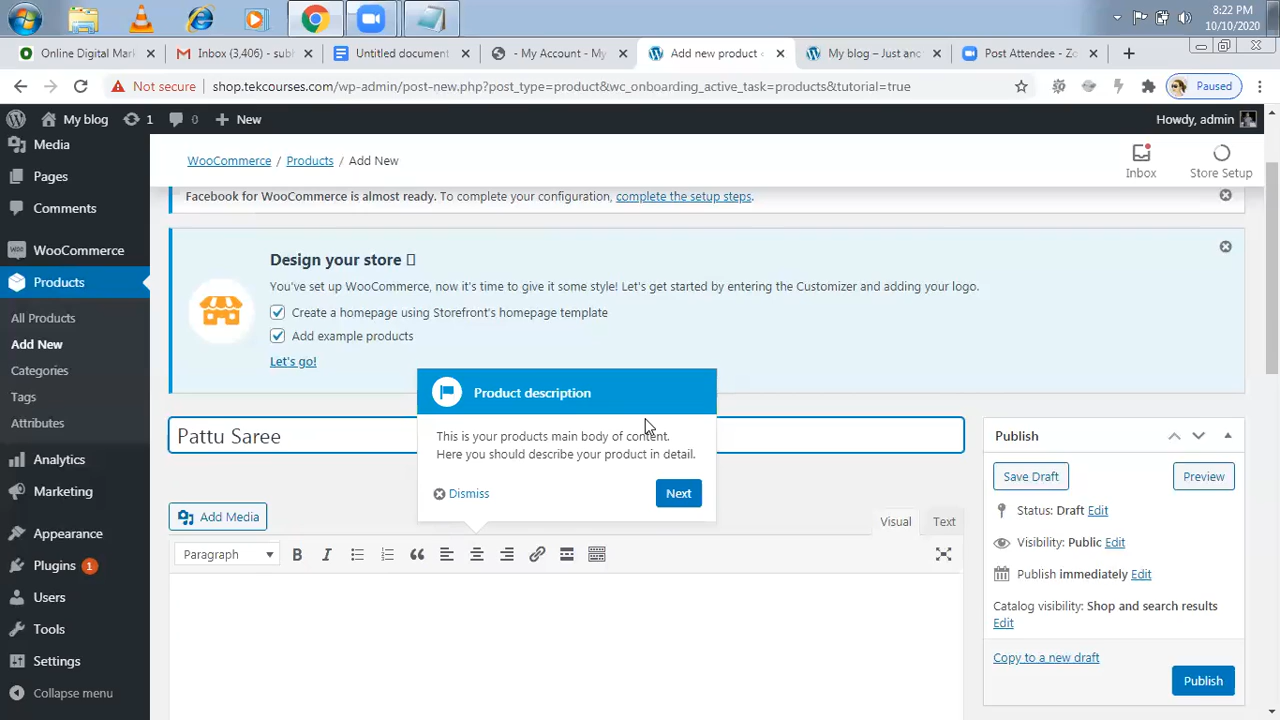 8:22 PM
10/10/2020
Online Digital Mark
Inbox (3,406) - subh
Untitled document
- My Account - My
Add new product
My blog – Just ano
Post Attendee - Zo
Not secure
shop.tekcourses.com/wp-admin/post-new.php?post_type=product&wc_onboarding_active_task=products&tutorial=true
Paused
My blog
1
0
New
Howdy, admin
Media
Pages
Comments
WooCommerce
Products
All Products
Add New
Categories
Tags
Attributes
Analytics
Marketing
Appearance
Plugins 1
Users
Tools
Settings
Collapse menu
WooCommerce / Products / Add New
Inbox
Store Setup
Facebook for WooCommerce is almost ready. To complete your configuration, complete the setup steps.
Design your store
You've set up WooCommerce, now it's time to give it some style! Let's get started by entering the Customizer and adding your logo.
Create a homepage using Storefront's homepage template
Add example products
Let's go!
Product description
This is your products main body of content.
Here you should describe your product in detail.
Dismiss
Next
Pattu Saree
Add Media
Visual
Text
Paragraph
B I
Publish
Save Draft
Preview
Status: Draft Edit
Visibility: Public Edit
Publish immediately Edit
Catalog visibility: Shop and search results
Edit
Copy to a new draft
Publish